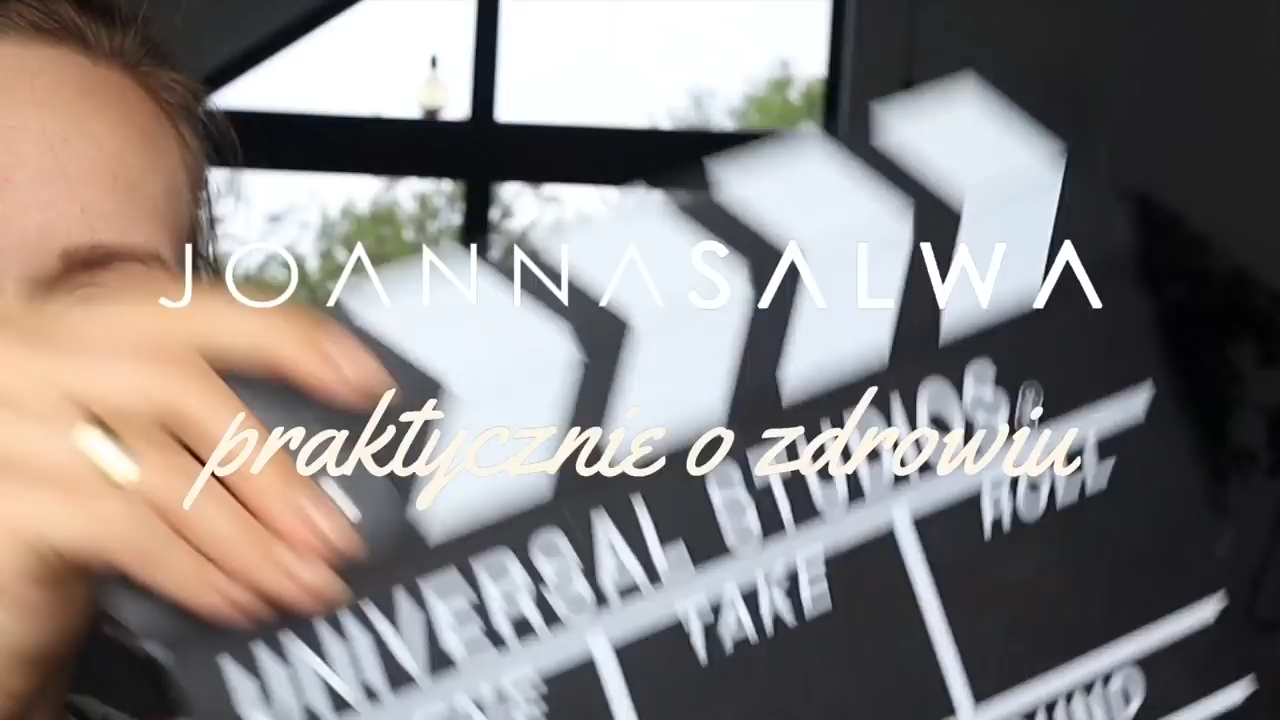 JOANNASALWA
praktycznie o zdrowiu
UNIVERSAL STUDIOS
ROLL
TAKE